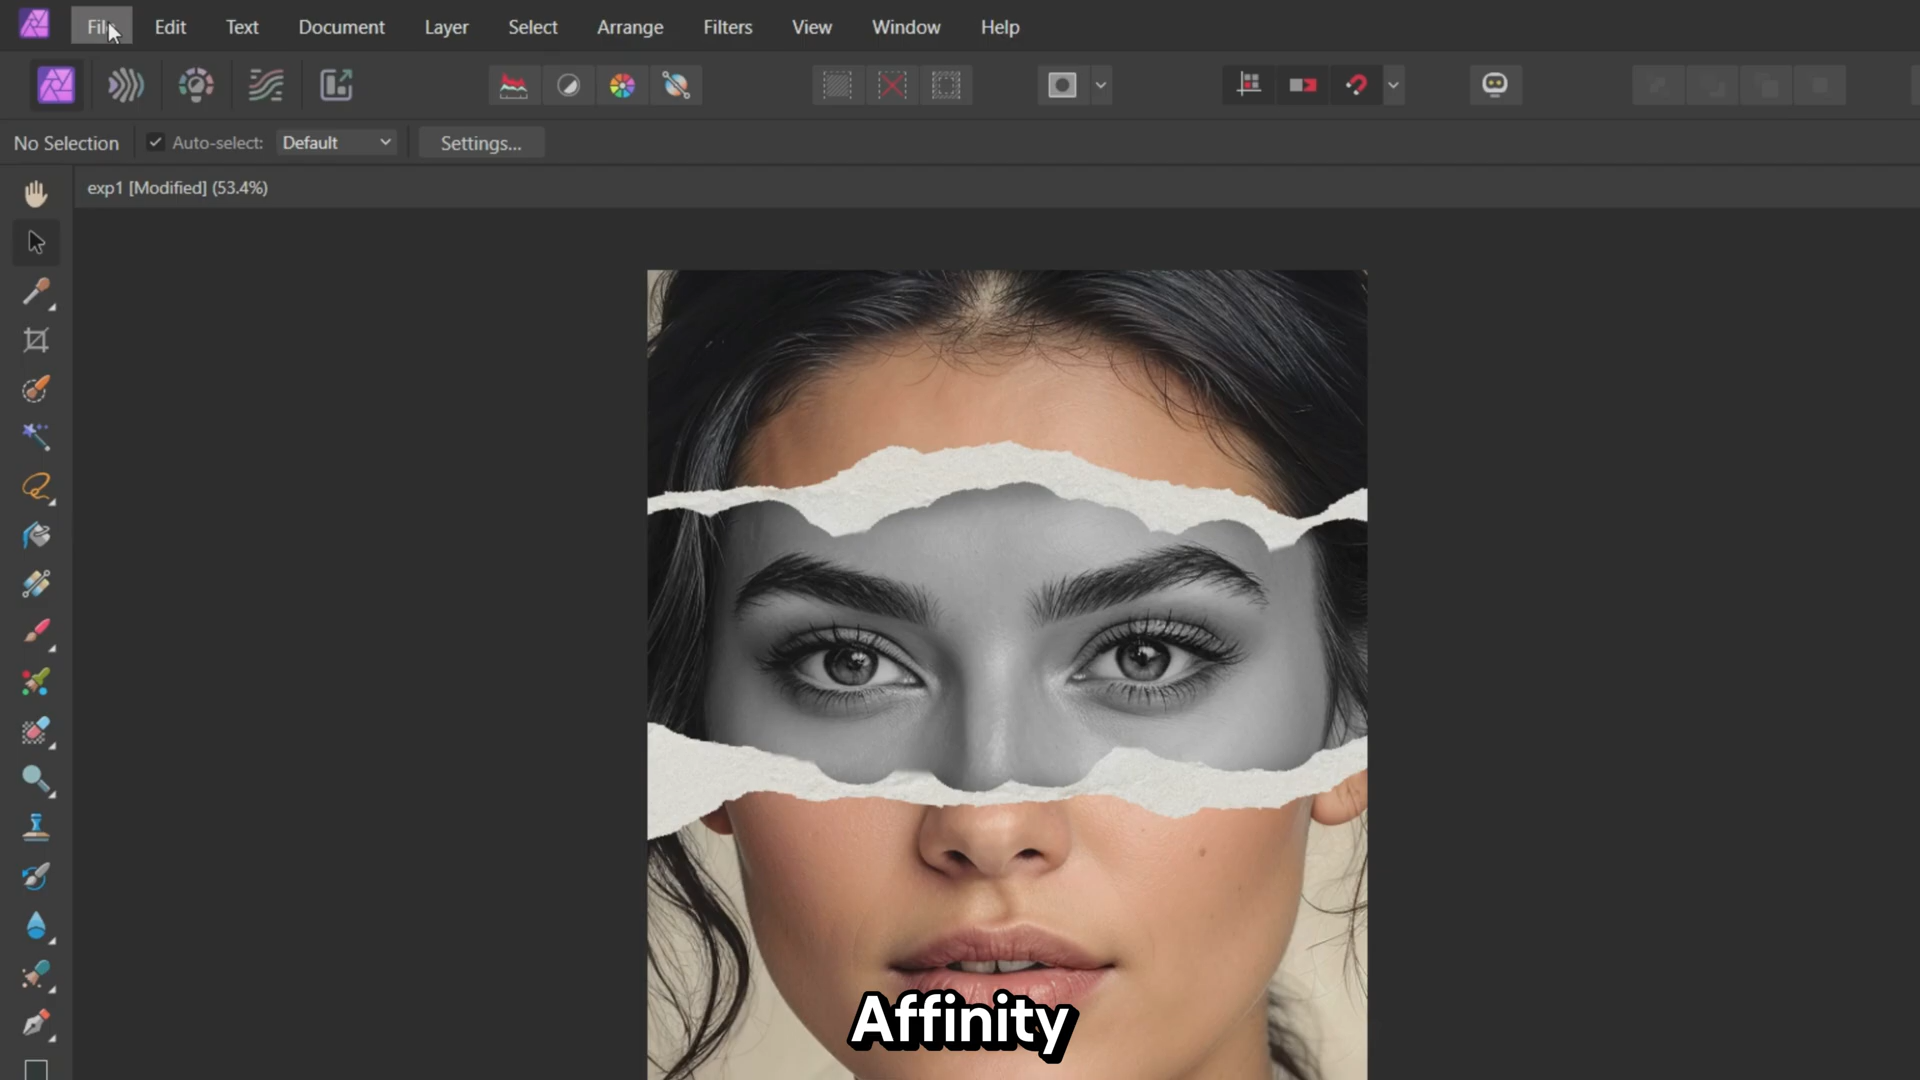 File Edit Text Document Layer Select Arrange Filters View Window Help
No Selection Auto-select: Default Settings...
exp1 [Modified] (53.4%)
Affinity